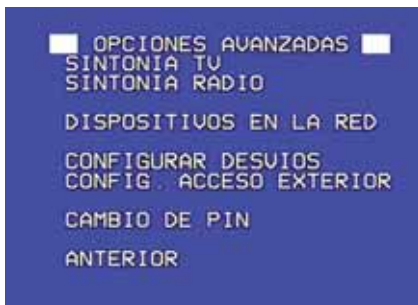 OPCIONES AVANZADAS
SINTONIA TV
SINTONIA RADIO
DISPOSITIVOS EN LA RED
CONFIGURAR DESVIOS
CONFIG. ACCESO EXTERIOR
CAMBIO DE PIN
ANTERIOR